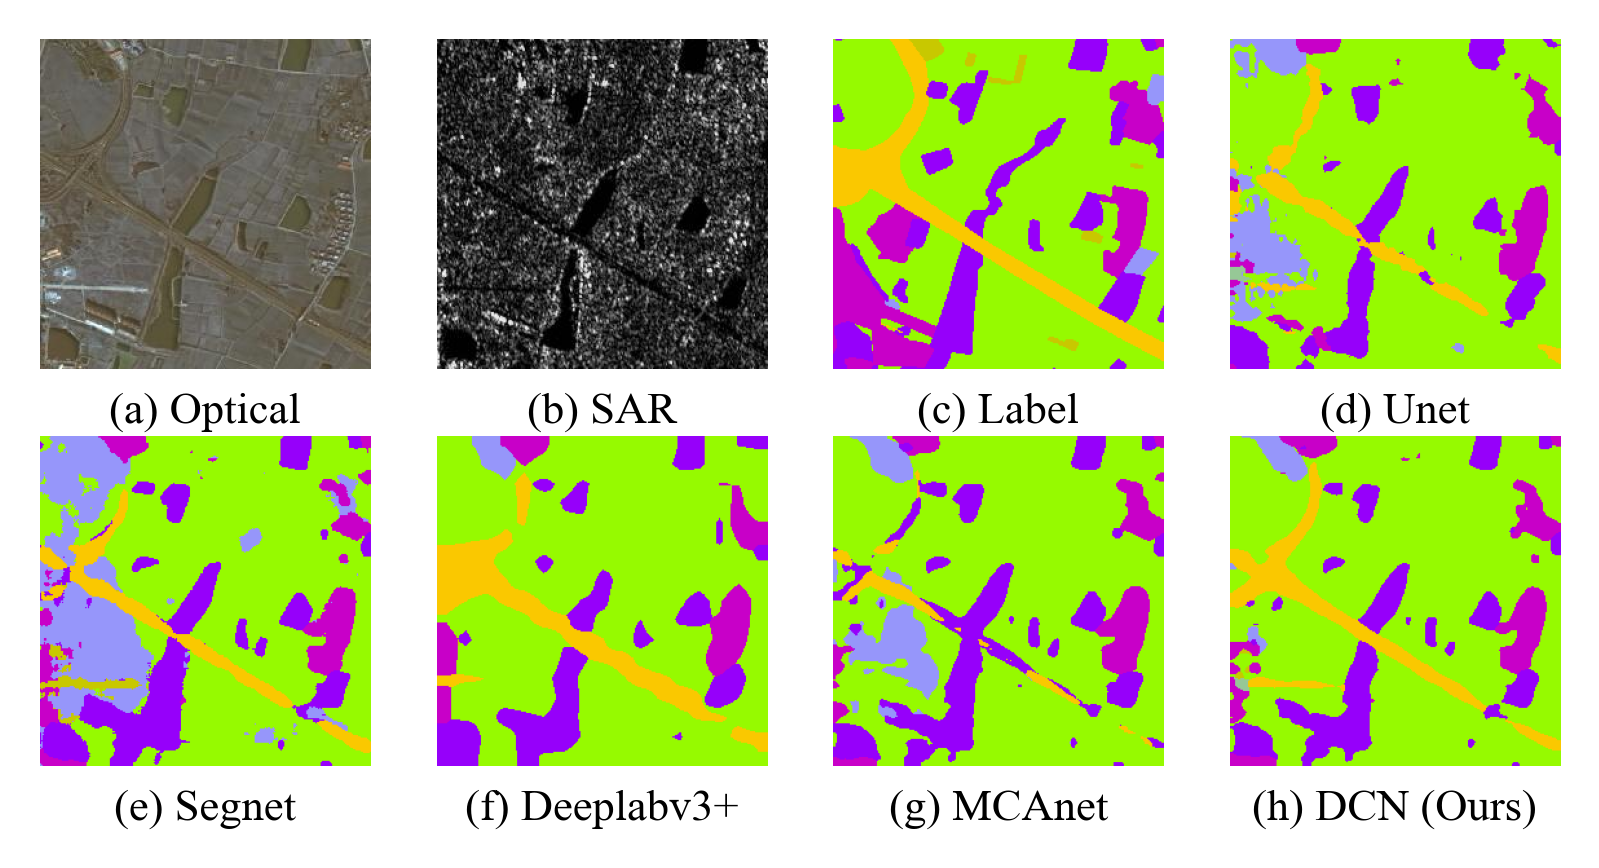 (a) Optical
(b) SAR
(c) Label
(d) Unet
(e) Segnet
(f) Deeplabv3+
(g) MCAnet
(h) DCN (Ours)